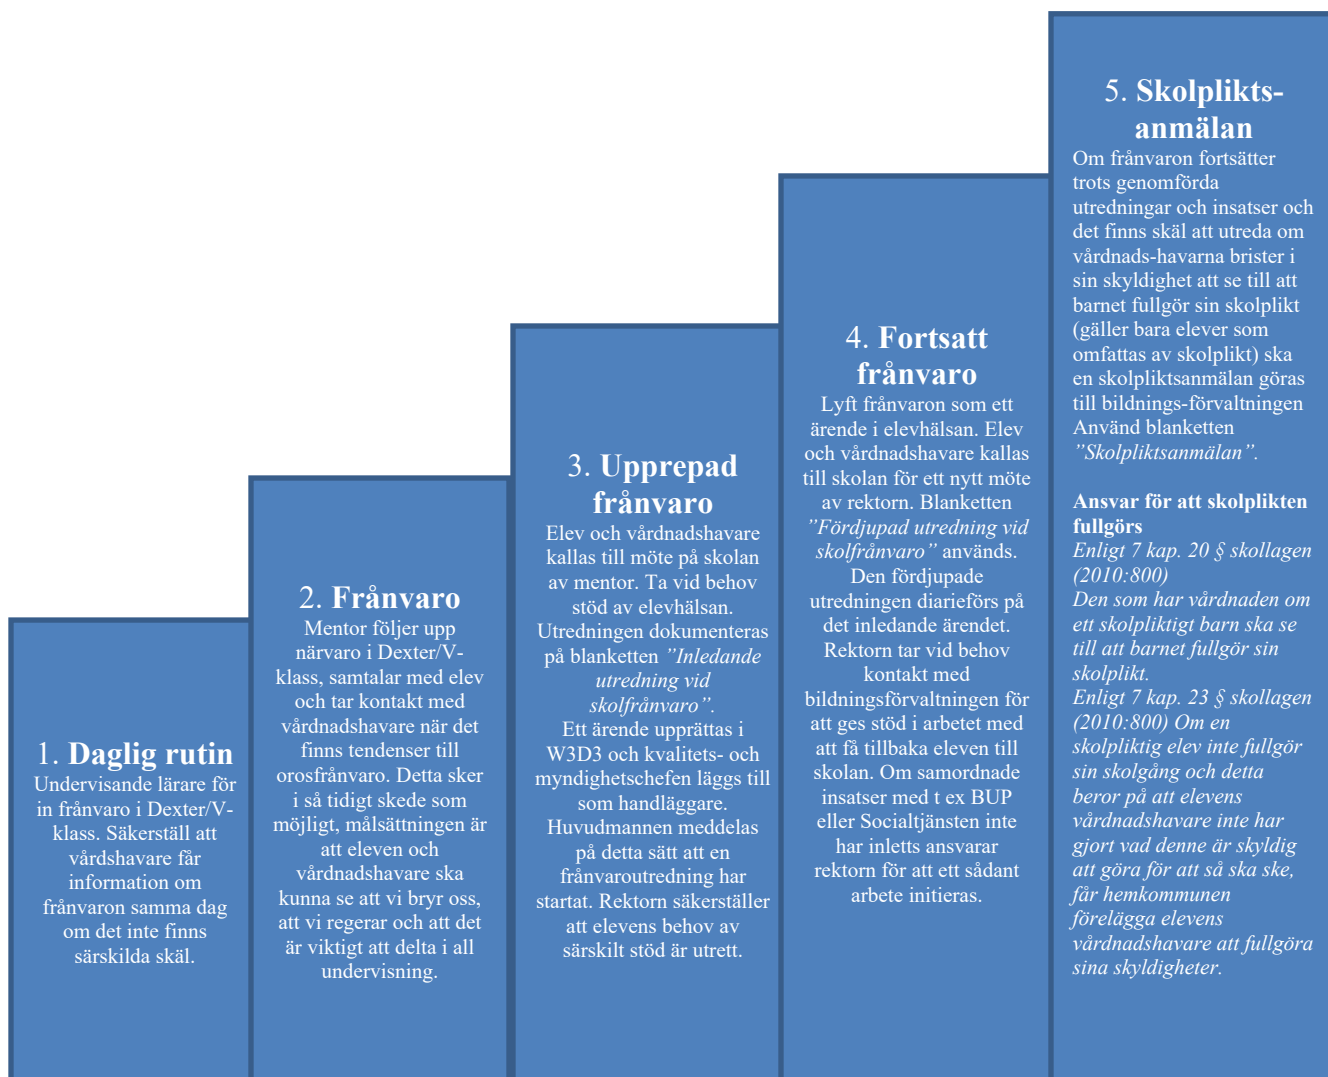 1. Daglig rutin
Undervisande lärare för
in frånvaro i Dexter/V-
klass. Säkerställ att
vårdshavare får
information om
frånvaron samma dag
om det inte finns
särskilda skäl.
2. Frånvaro
Mentor följer upp
närvaro i Dexter/V-
klass, samtalar med elev
och tar kontakt med
vårdnadshavare när det
finns tendenser till
orosfrånvaro. Detta sker
i så tidigt skede som
möjligt, målsättningen är
att eleven och
vårdnadshavare ska
kunna se att vi bryr oss,
att vi regerar och att det
är viktigt att delta i all
undervisning.
3. Upprepad
frånvaro
Elev och vårdnadshavare
kallas till möte på skolan
av mentor. Ta vid behov
stöd av elevhälsan.
Utredningen dokumenteras
på blanketten ”Inledande
utredning vid
skolfrånvaro”.
Ett ärende upprättas i
W3D3 och kvalitets- och
myndighetschefen läggs till
som handläggare.
Huvudmannen meddelas
på detta sätt att en
frånvaroutredning har
startat. Rektorn säkerställer
att elevens behov av
särskilt stöd är utrett.
4. Fortsatt
frånvaro
Lyft frånvaron som ett
ärende i elevhälsan. Elev
och vårdnadshavare kallas
till skolan för ett nytt möte
av rektorn. Blanketten
”Fördjupad utredning vid
skolfrånvaro” används.
Den fördjupade
utredningen diarieförs på
det inledande ärendet.
Rektorn tar vid behov
kontakt med
bildningsförvaltningen för
att ges stöd i arbetet med
att få tillbaka eleven till
skolan. Om samordnade
insatser med t ex BUP
eller Socialtjänsten inte
har inletts ansvarar
rektorn för att ett sådant
arbete initieras.
5. Skolplikts-
anmälan
Om frånvaron fortsätter
trots genomförda
utredningar och insatser och
det finns skäl att utreda om
vårdnads-havarna brister i
sin skyldighet att se till att
barnet fullgör sin skolplikt
(gäller bara elever som
omfattas av skolplikt) ska
en skolpliktsanmälan göras
till bildnings-förvaltningen
Använd blanketten
”Skolpliktsanmälan”.
Ansvar för att skolplikten
fullgörs
Enligt 7 kap. 20 § skollagen
(2010:800)
Den som har vårdnaden om
ett skolpliktigt barn ska se
till att barnet fullgör sin
skolplikt.
Enligt 7 kap. 23 § skollagen
(2010:800) Om en
skolpliktig elev inte fullgör
sin skolgång och detta
beror på att elevens
vårdnadshavare inte har
gjort vad denne är skyldig
att göra för att så ska ske,
får hemkommunen
förelägga elevens
vårdnadshavare att fullgöra
sina skyldigheter.